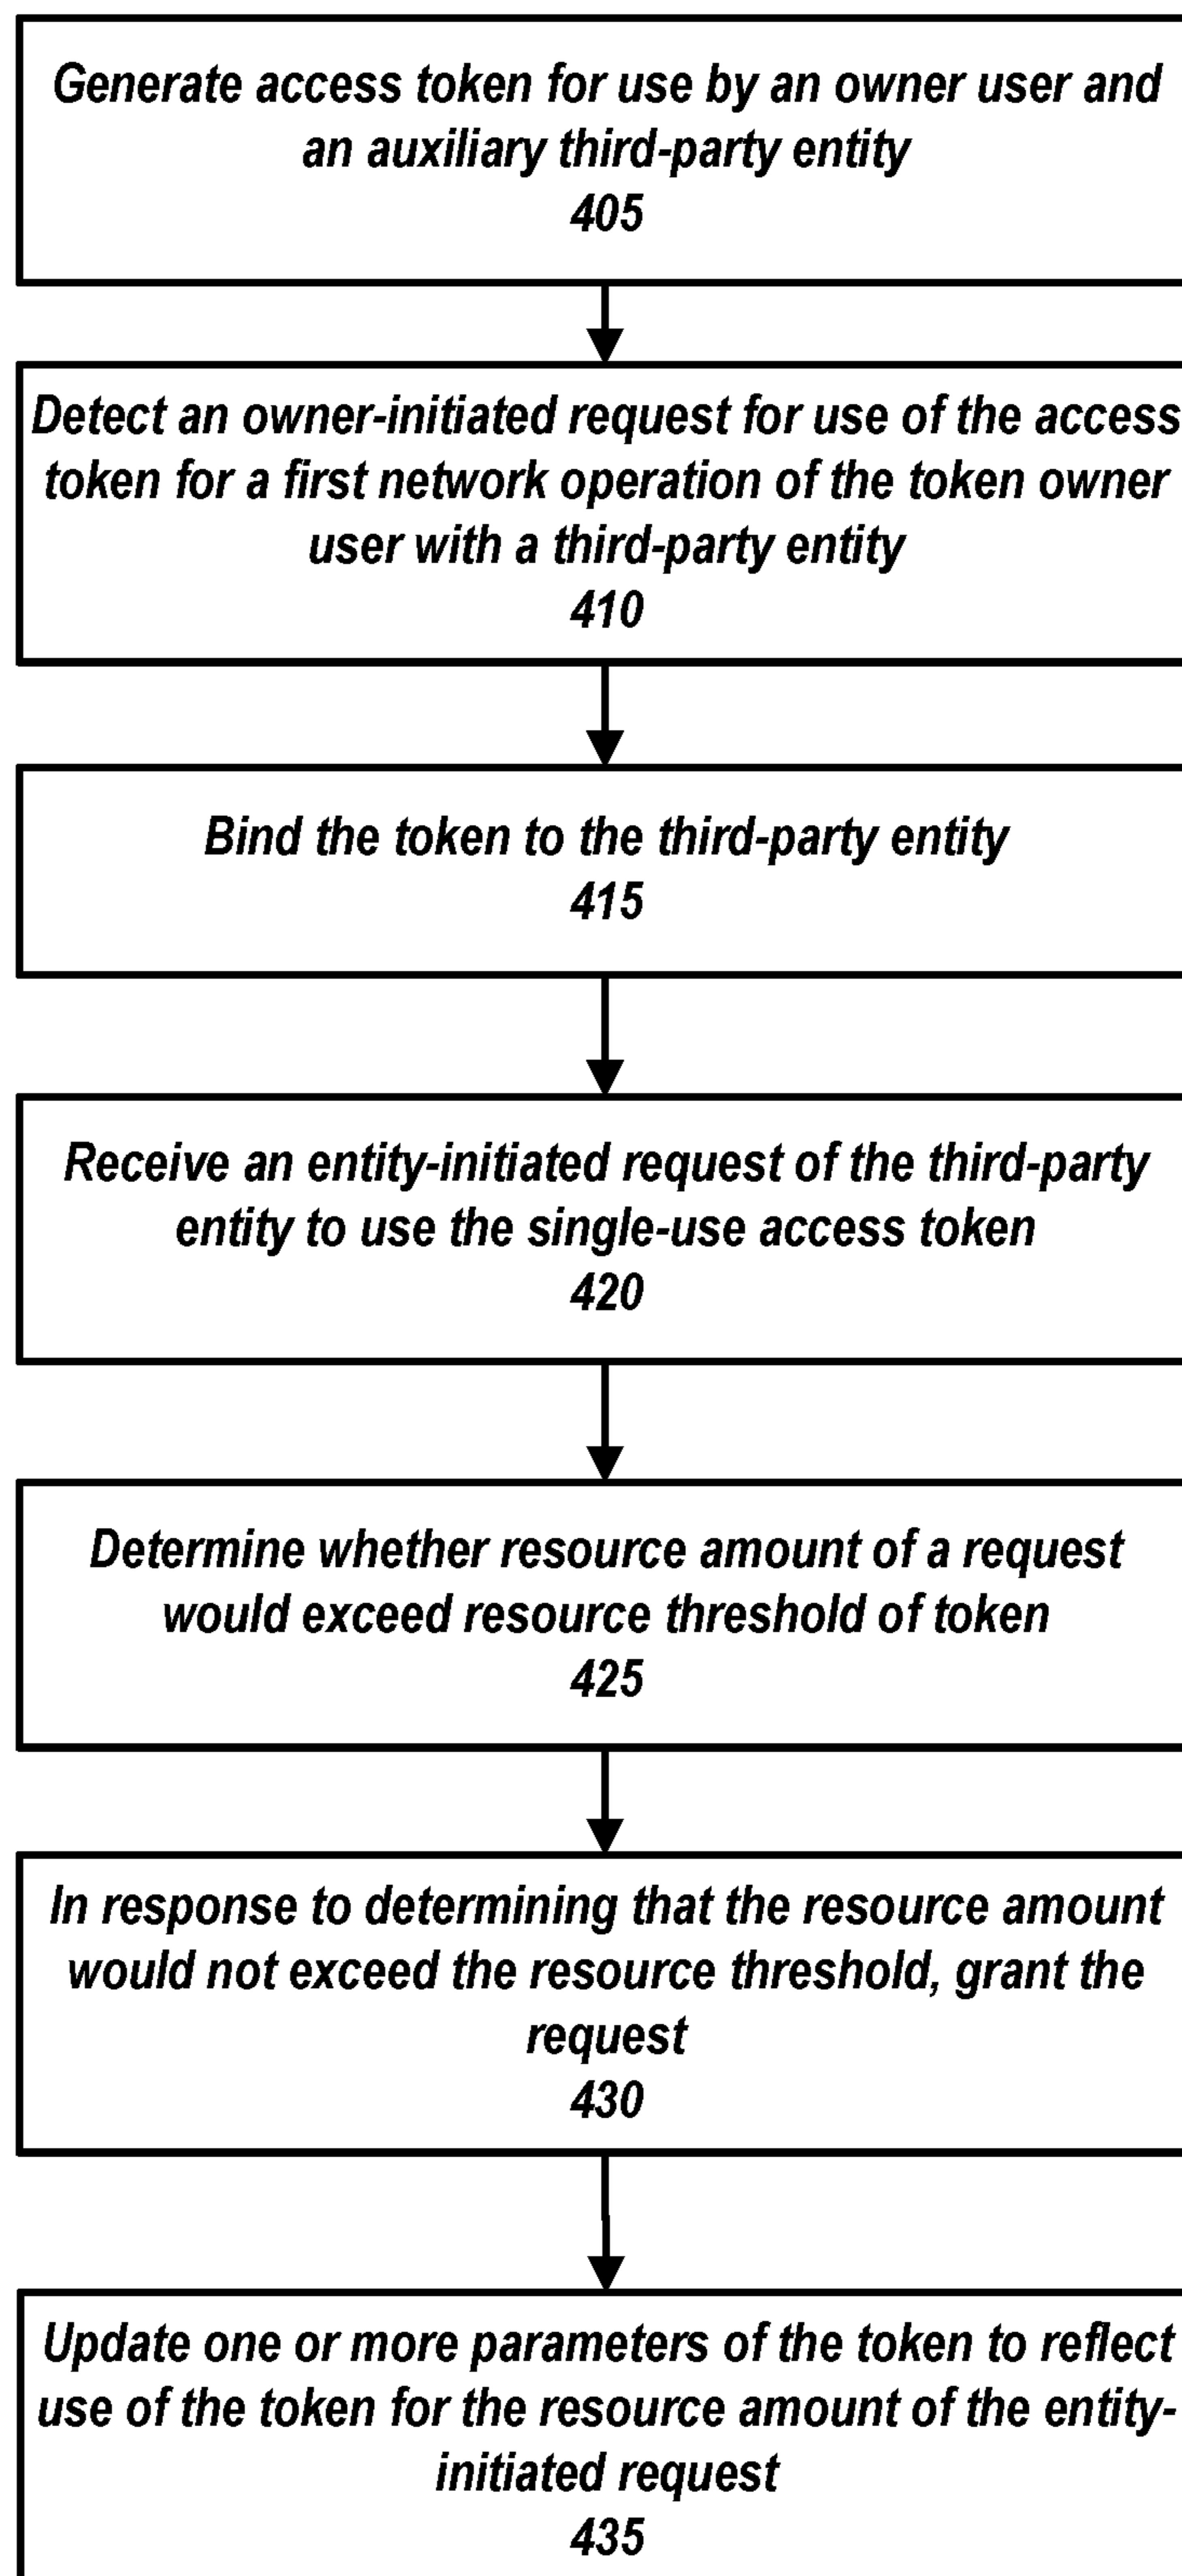 Generate access token for use by an owner user and
an auxiliary third-party entity
405
Detect an owner-initiated request for use of the access
token for a first network operation of the token owner
user with a third-party entity
410
Bind the token to the third-party entity
415
Receive an entity-initiated request of the third-party
entity to use the single-use access token
420
Determine whether resource amount of a request
would exceed resource threshold of token
425
In response to determining that the resource amount
would not exceed the resource threshold, grant the
request
430
Update one or more parameters of the token to reflect
use of the token for the resource amount of the entity-
initiated request
435